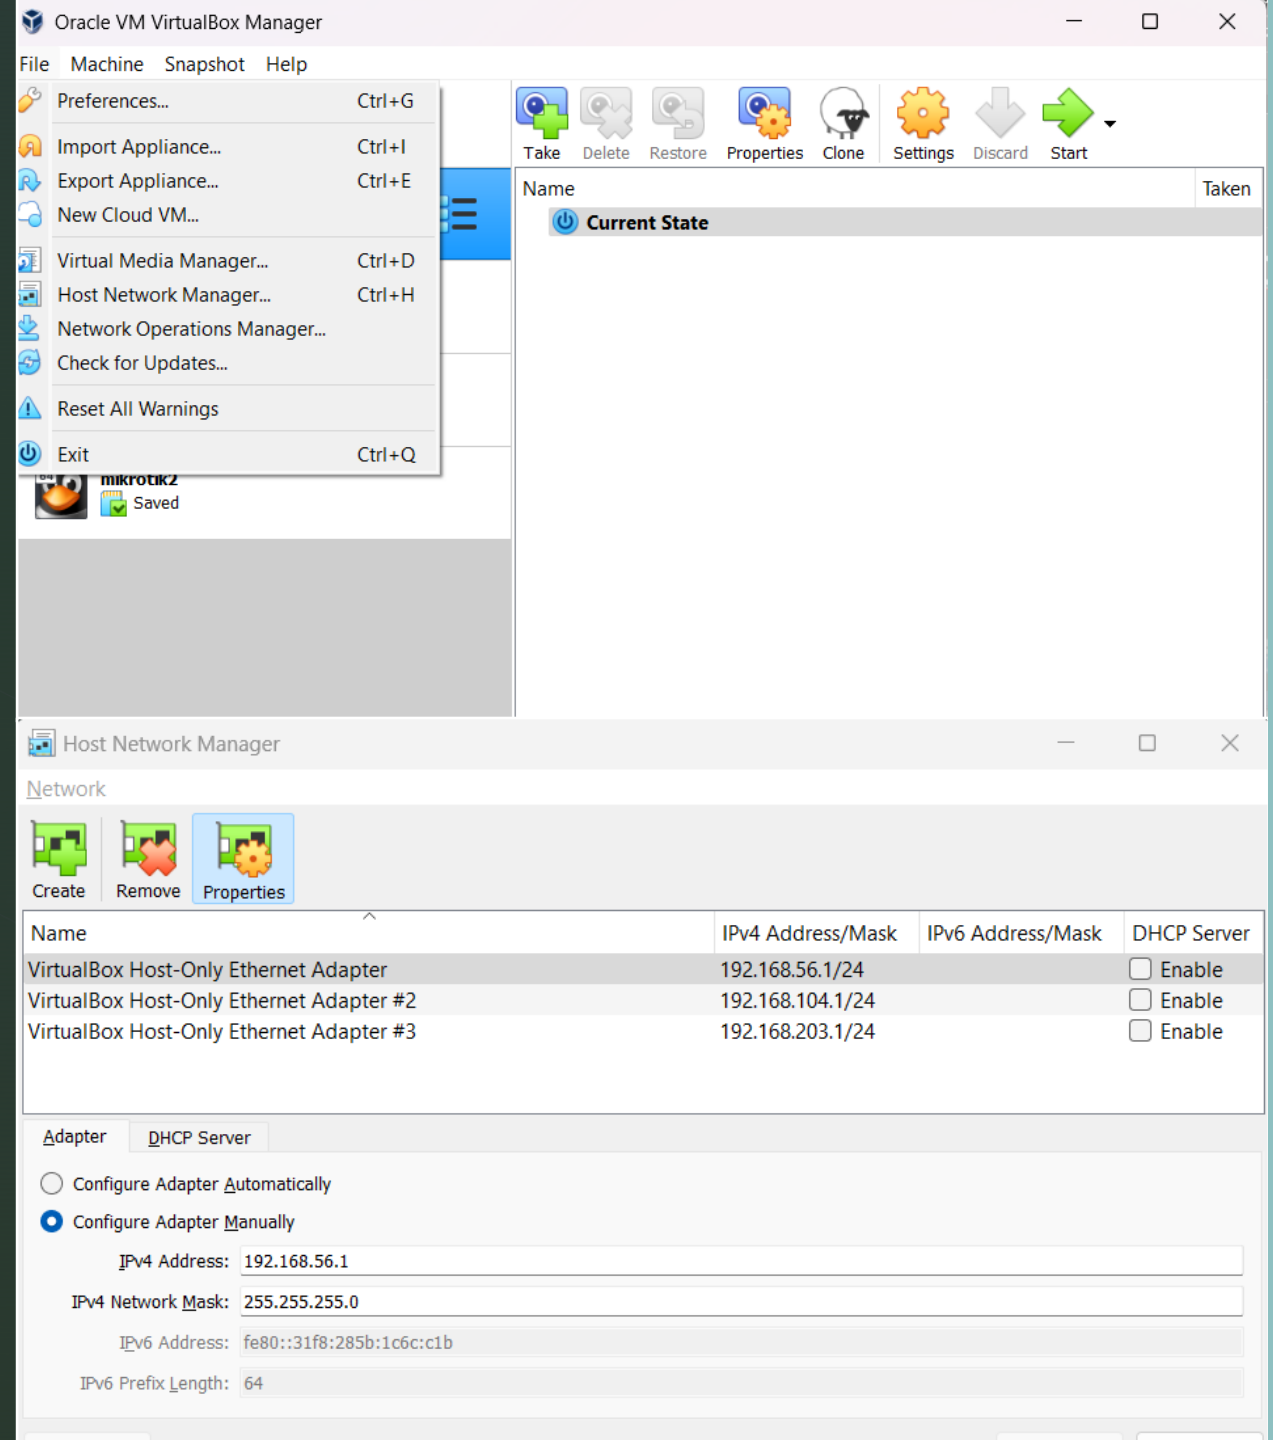 Oracle VM VirtualBox Manager
File Machine Snapshot Help
Preferences... Ctrl+G
Import Appliance... Ctrl+I
Export Appliance... Ctrl+E
New Cloud VM...
Virtual Media Manager... Ctrl+D
Host Network Manager... Ctrl+H
Network Operations Manager...
Check for Updates...
Reset All Warnings
Exit Ctrl+Q
Take Delete Restore Properties Clone Settings Discard Start
Name Taken
Current State
64
mikrotik2
Saved
Host Network Manager
Network
Create Remove Properties
Name IPv4 Address/Mask IPv6 Address/Mask DHCP Server
VirtualBox Host-Only Ethernet Adapter 192.168.56.1/24 Enable
VirtualBox Host-Only Ethernet Adapter #2 192.168.104.1/24 Enable
VirtualBox Host-Only Ethernet Adapter #3 192.168.203.1/24 Enable
Adapter DHCP Server
Configure Adapter Automatically
Configure Adapter Manually
IPv4 Address: 192.168.56.1
IPv4 Network Mask: 255.255.255.0
IPv6 Address: fe80::31f8:285b:1c6c:c1b
IPv6 Prefix Length: 64